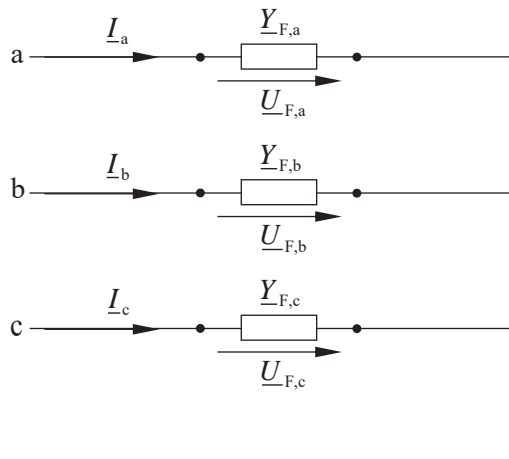 I_a Y_F,a
a
U_F,a
I_b Y_F,b
b
U_F,b
I_c Y_F,c
c
U_F,c